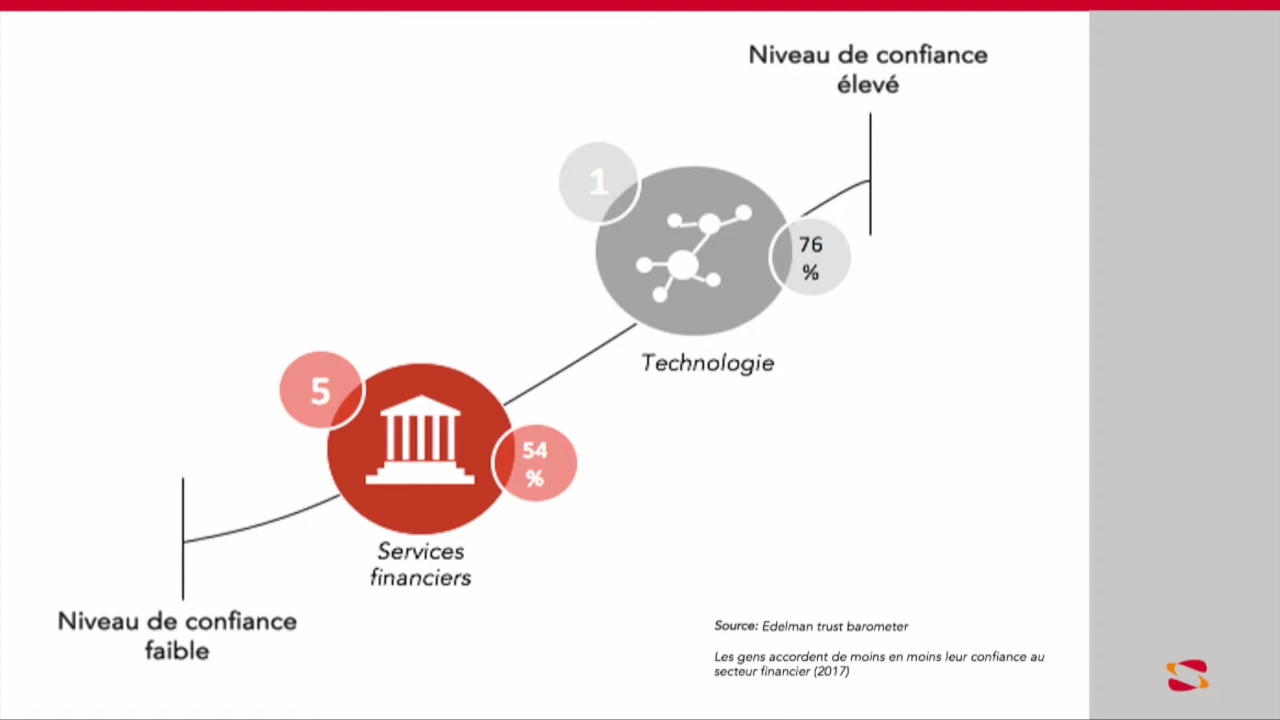 Niveau de confiance
élevé
1
76
%
Technologie
5
54
%
Services
financiers
Niveau de confiance
faible
Source: Edelman trust barometer
Les gens accordent de moins en moins leur confiance au
secteur financier (2017)